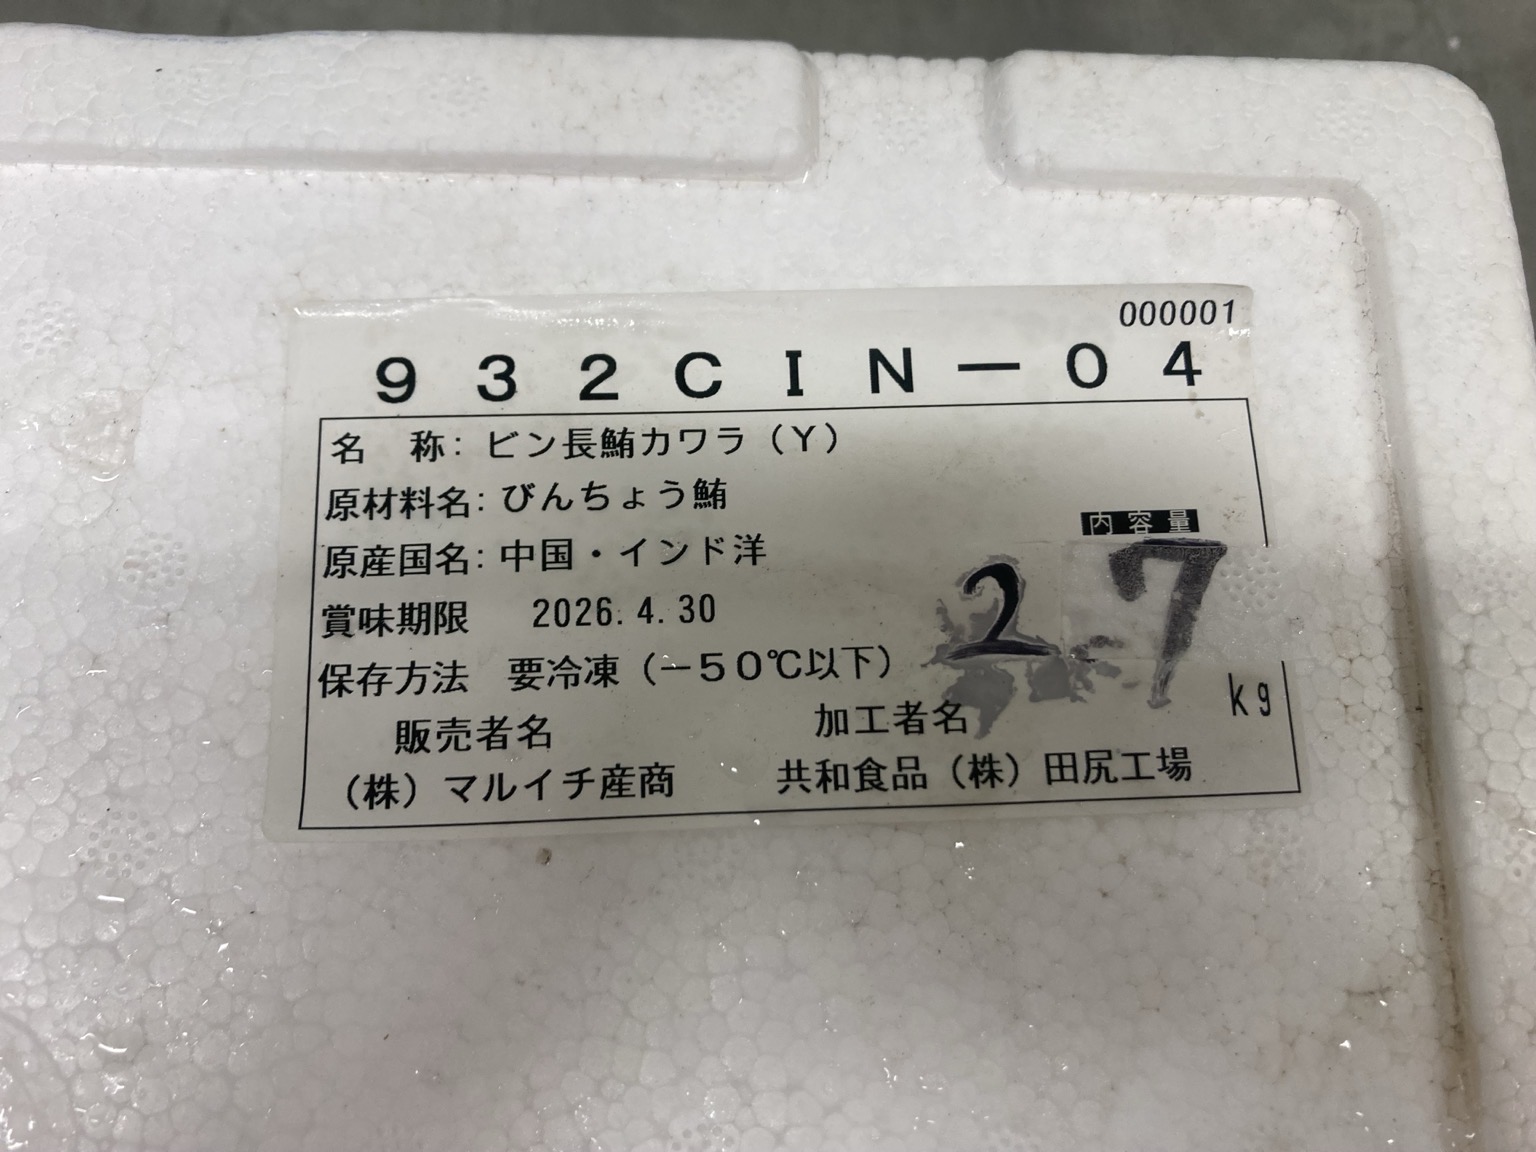 000001
932CIN-04
名　称：ビン長鮪カワラ（Y）
原材料名：びんちょう鮪
内容量
原産国名：中国・インド洋
賞味期限　2026.4.30
27
保存方法　要冷凍（-50℃以下）
kg
販売者名　加工者名
（株）マルイチ産商　共和食品（株）田尻工場